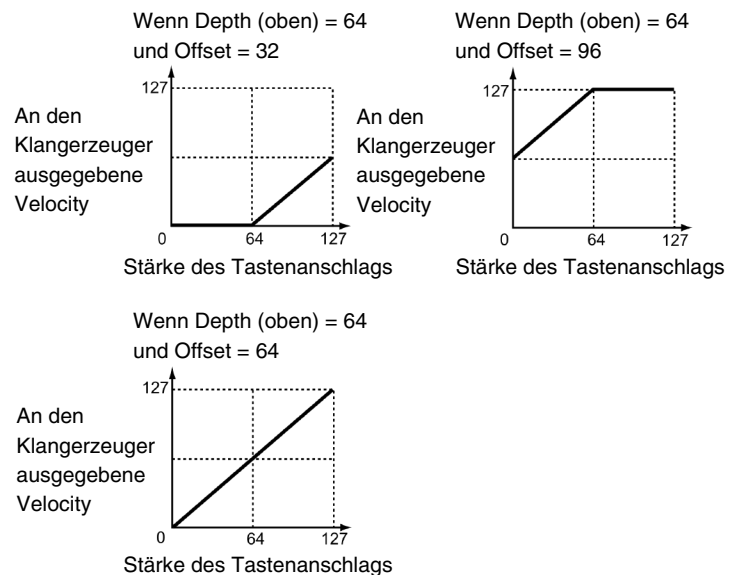 Wenn Depth (oben) = 64
und Offset = 32
127
An den
Klangerzeuger
ausgegebene
Velocity
0
64
127
Stärke des Tastenanschlags
Wenn Depth (oben) = 64
und Offset = 96
127
An den
Klangerzeuger
ausgegebene
Velocity
0
64
127
Stärke des Tastenanschlags
Wenn Depth (oben) = 64
und Offset = 64
127
An den
Klangerzeuger
ausgegebene
Velocity
0
64
127
Stärke des Tastenanschlags